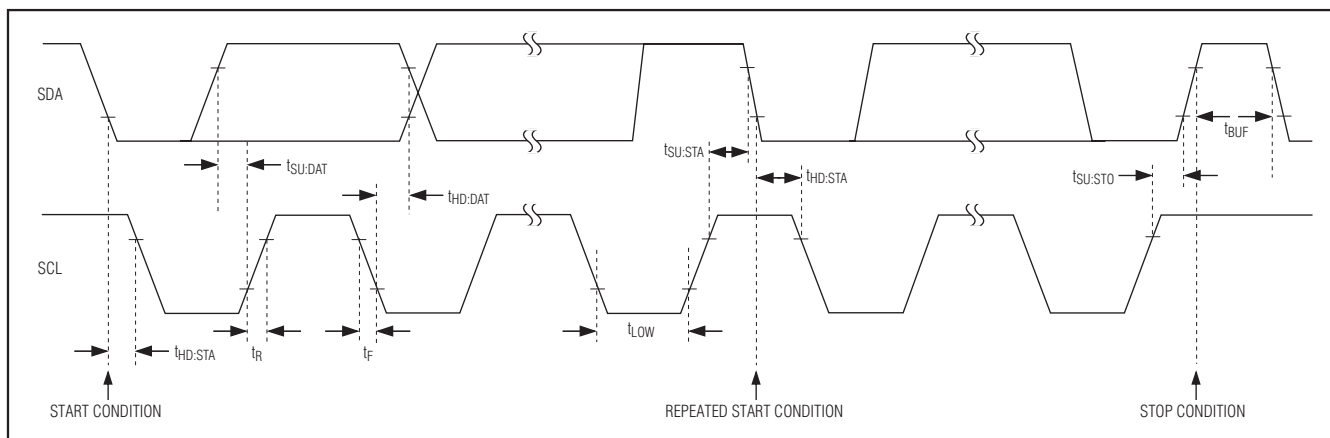 SDA
tSU:DAT
tHD:DAT
tSU:STA
tHD:STA
tSU:STO
tBUF
SCL
tHD:STA
tR
tF
tLOW
START CONDITION
REPEATED START CONDITION
STOP CONDITION